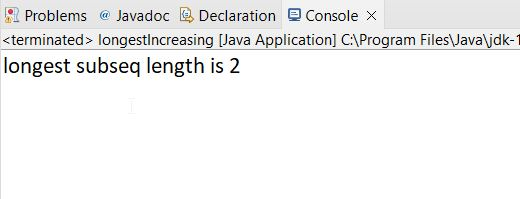 Problems @ Javadoc Declaration Console
<terminated> longestIncreasing [Java Application] C:\Program Files\Java\jdk-1
longest subseq length is 2